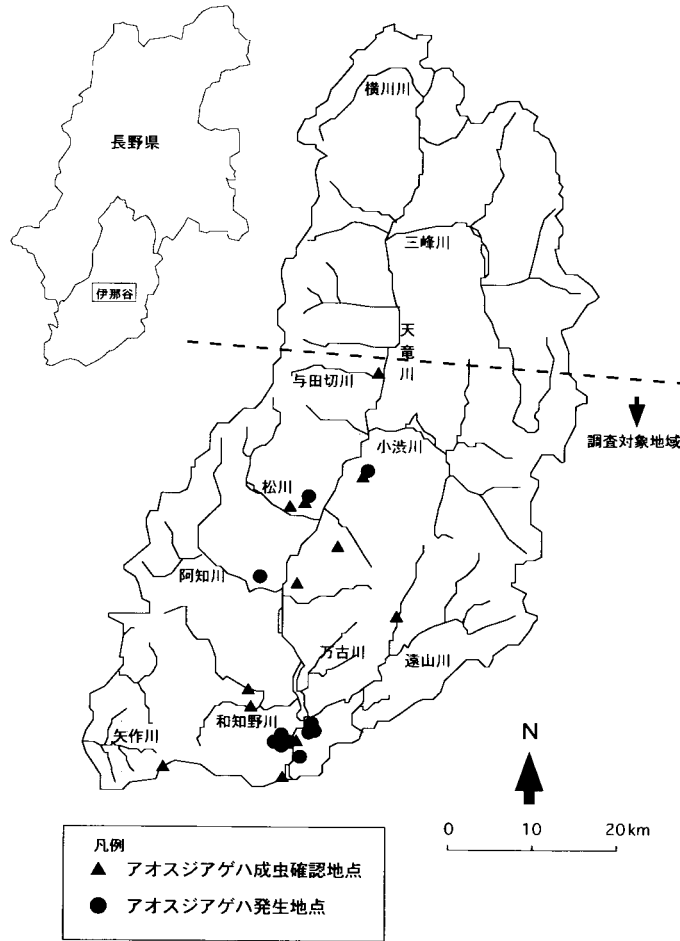 横川川
長野県
三峰川
伊那谷
天竜川
与田切川
調査対象地域
小渋川
松川
阿知川
万古川
遠山川
和知野川
矢作川
N
0 10 20km
凡例
▲ アオスジアゲハ成虫確認地点
● アオスジアゲハ発生地点